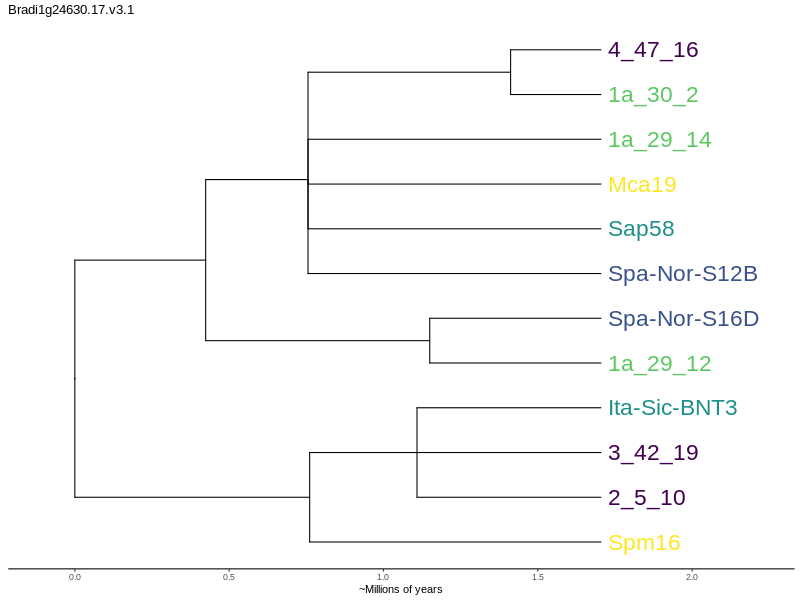 Bradi1g24630.17.v3.1
4_47_16
1a_30_2
1a_29_14
Mca19
Sap58
Spa-Nor-S12B
Spa-Nor-S16D
1a_29_12
Ita-Sic-BNT3
3_42_19
2_5_10
Spm16
0.0 0.5 1.0 1.5 2.0
~Millions of years